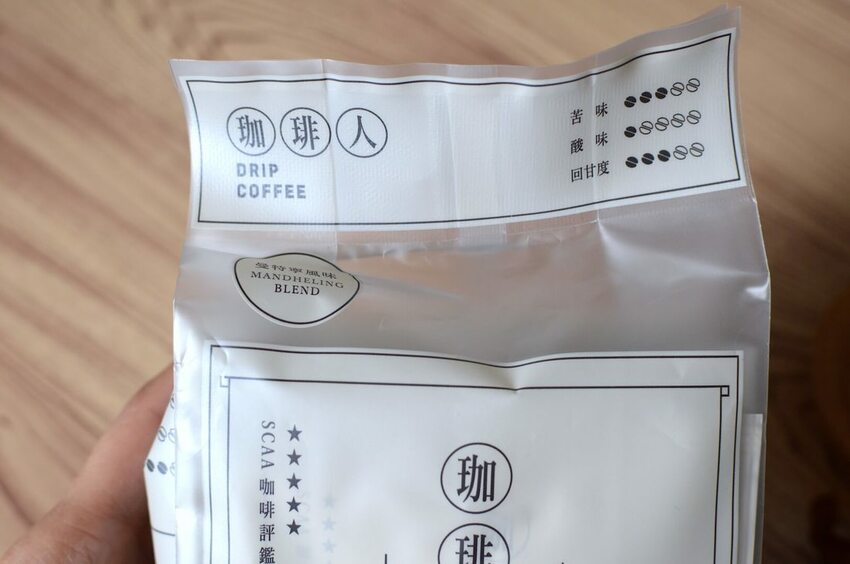 珈琲人
DRIP
COFFEE
苦味
酸味
回甘度
曼特寧風味
MANDHELING
BLEND
SCAA 咖啡評鑑
★★★★★
珈
琲